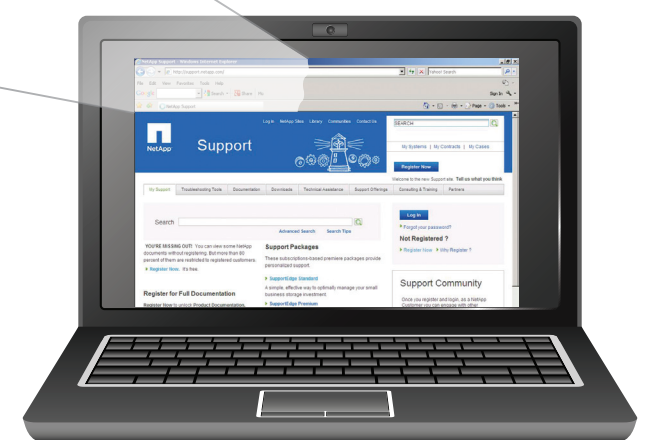 NetApp Support - Windows Internet Explorer
http://support.netapp.com/
Yahoo! Search
File Edit View Favorites Tools Help
Search Share
Sign In
NetApp Support
Page Tools
Log In NetApp Sites Library Communities Contact Us
SEARCH
NetApp
Support
My Systems | My Contracts | My Cases
Register Now
Welcome to the new Support site Tell us what you think
My Support Troubleshooting Tools Documentation Downloads Technical Assistance Support Offerings Consulting & Training Partners
Search
Advanced Search Search Tips
Log In
Forgot your password?
Not Registered ?
Register Now Why Register ?
YOU'RE MISSING OUT! You can view some NetApp
documents without registering. But more than 80
percent of them are restricted to registered customers.
Register Now It's free.
Support Packages
These subscriptions-based premiere packages provide
personalized support.
SupportEdge Standard
A simple, effective way to optimally manage your small
business storage investment
SupportEdge Premium
Register for Full Documentation
Register Now to unlock Product Documentation,
Support Community
Once you register and login, as a NetApp
Customer you can engage with other